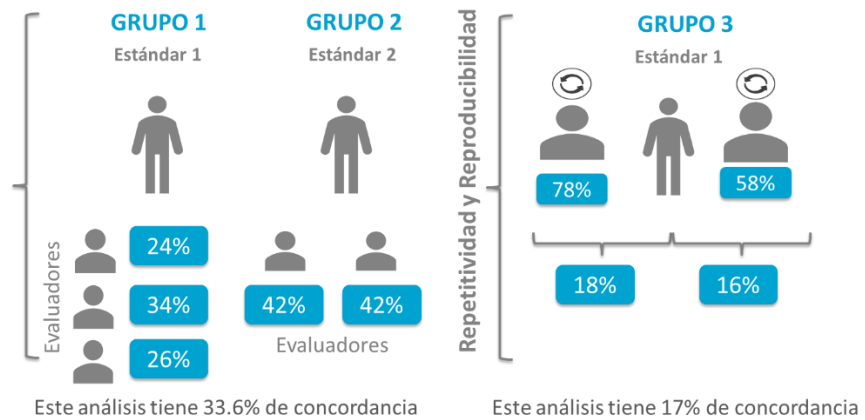 GRUPO 1
Estándar 1
GRUPO 2
Estándar 2
Evaluadores
24%
34%
26%
42%
42%
Evaluadores
Este análisis tiene 33.6% de concordancia
Repetitividad y Reproducibilidad
GRUPO 3
Estándar 1
78%
58%
18%
16%
Este análisis tiene 17% de concordancia